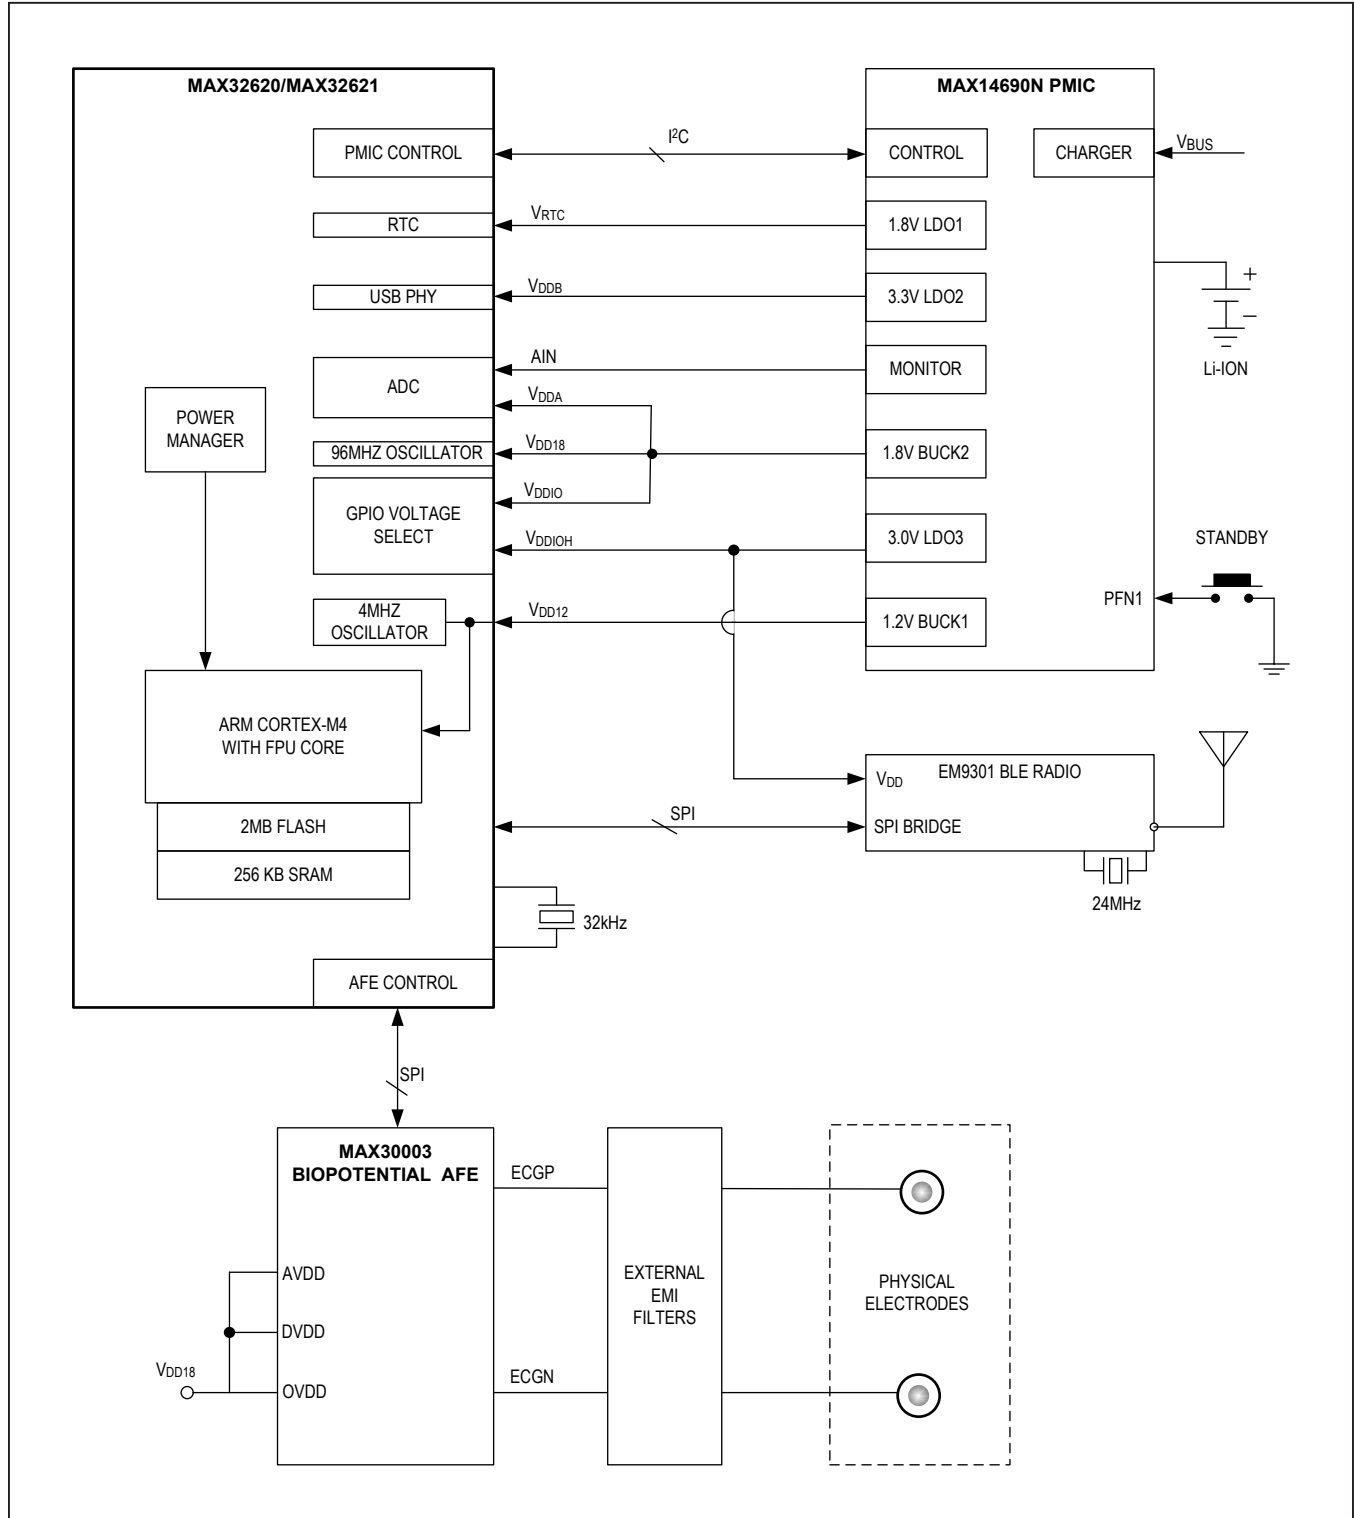 MAX32620/MAX32621
MAX14690N PMIC
PMIC CONTROL
I²C
CONTROL
CHARGER
VBUS
RTC
VRTC
1.8V LDO1
USB PHY
VDDB
3.3V LDO2
+
−
Li-ION
ADC
AIN
MONITOR
VDDA
POWER
MANAGER
96MHZ OSCILLATOR
VDD18
1.8V BUCK2
GPIO VOLTAGE
SELECT
VDDIO
VDDIOH
3.0V LDO3
STANDBY
PFN1
4MHZ
OSCILLATOR
VDD12
1.2V BUCK1
ARM CORTEX-M4
WITH FPU CORE
VDD
EM9301 BLE RADIO
2MB FLASH
SPI
SPI BRIDGE
256 KB SRAM
24MHz
32kHz
AFE CONTROL
SPI
MAX30003
BIOPOTENTIAL AFE
ECGP
AVDD
EXTERNAL
EMI
FILTERS
PHYSICAL
ELECTRODES
DVDD
VDD18
OVDD
ECGN